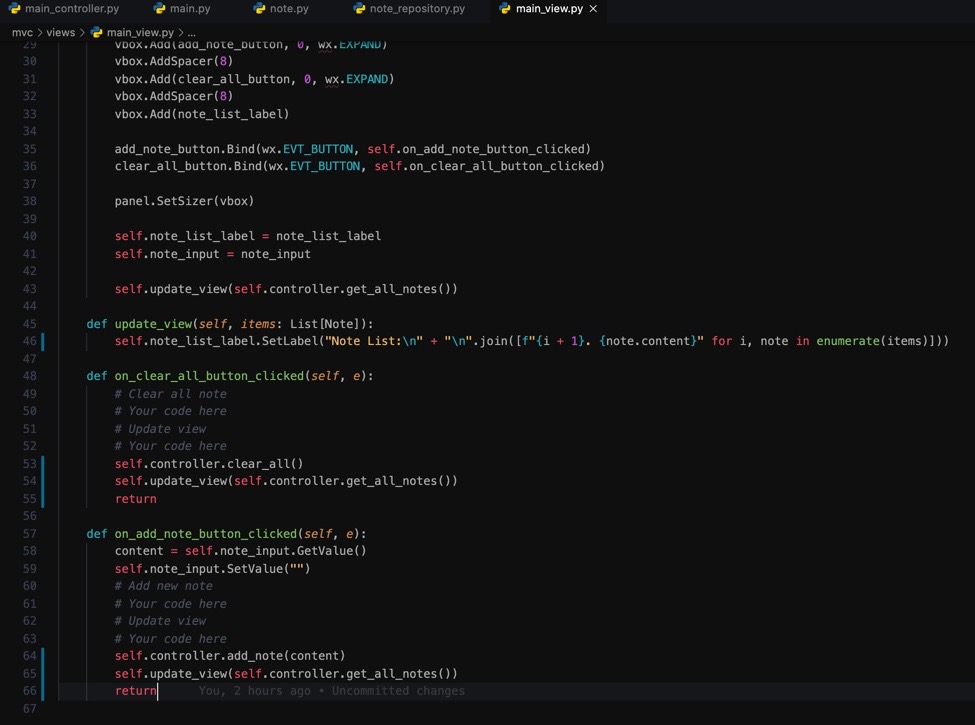 main_controller.py main.py note.py note_repository.py main_view.py ×
mvc > views > main_view.py > ...
29 vbox.Add(add_note_button, 0, wx.EXPAND)
30 vbox.AddSpacer(8)
31 vbox.Add(clear_all_button, 0, wx.EXPAND)
32 vbox.AddSpacer(8)
33 vbox.Add(note_list_label)
34
35 add_note_button.Bind(wx.EVT_BUTTON, self.on_add_note_button_clicked)
36 clear_all_button.Bind(wx.EVT_BUTTON, self.on_clear_all_button_clicked)
37
38 panel.SetSizer(vbox)
39
40 self.note_list_label = note_list_label
41 self.note_input = note_input
42
43 self.update_view(self.controller.get_all_notes())
44
45 def update_view(self, items: List[Note]):
46 self.note_list_label.SetLabel("Note List:\n" + "\n".join([f"{i + 1}. {note.content}" for i, note in enumerate(items)]))
47
48 def on_clear_all_button_clicked(self, e):
49 # Clear all note
50 # Your code here
51 # Update view
52 # Your code here
53 self.controller.clear_all()
54 self.update_view(self.controller.get_all_notes())
55 return
56
57 def on_add_note_button_clicked(self, e):
58 content = self.note_input.GetValue()
59 self.note_input.SetValue("")
60 # Add new note
61 # Your code here
62 # Update view
63 # Your code here
64 self.controller.add_note(content)
65 self.update_view(self.controller.get_all_notes())
66 return You, 2 hours ago • Uncommitted changes
67